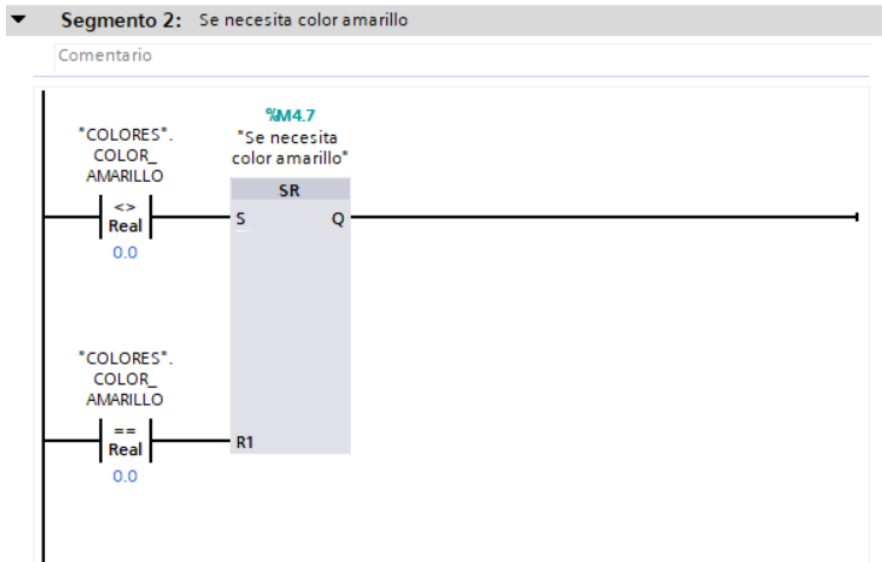 Segmento 2: Se necesita color amarillo
Comentario
%M4.7
"COLORES".
COLOR_
AMARILLO
"Se necesita
color amarillo"
SR
<>
Real
0.0
S
Q
"COLORES".
COLOR_
AMARILLO
==
Real
0.0
R1